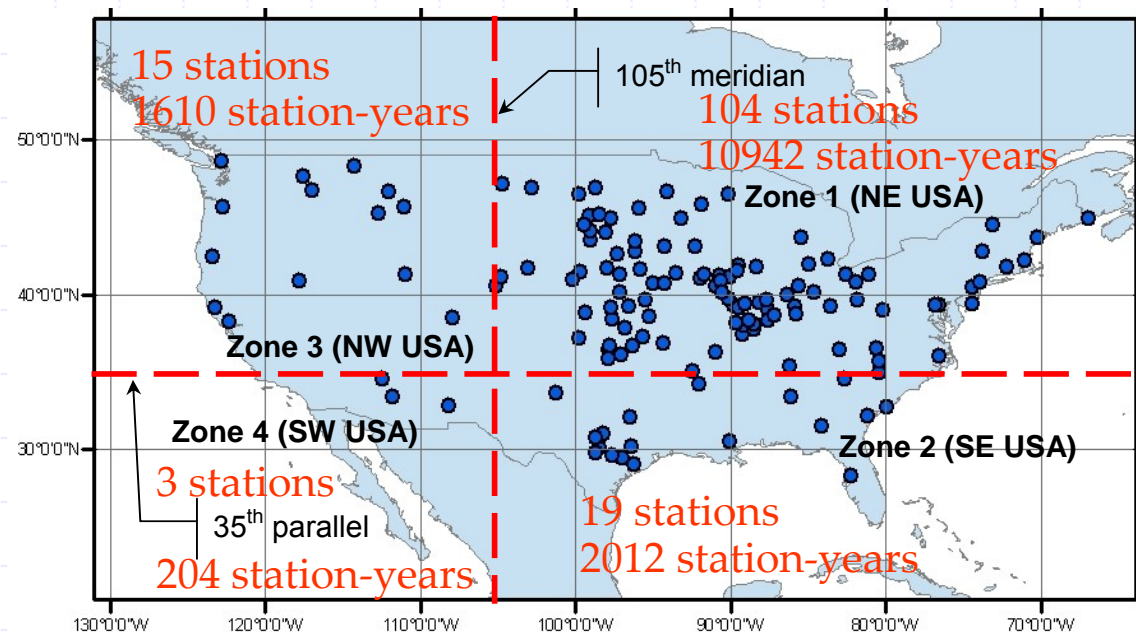 15 stations
1610 station-years
105th meridian
104 stations
10942 station-years
Zone 1 (NE USA)
Zone 3 (NW USA)
Zone 4 (SW USA)
3 stations
35th parallel
204 station-years
Zone 2 (SE USA)
19 stations
2012 station-years
50°0'0"N
40°0'0"N
30°0'0"N
130°0'0"W
120°0'0"W
110°0'0"W
100°0'0"W
90°0'0"W
80°0'0"W
70°0'0"W